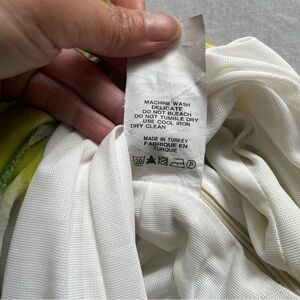 MACHINE WASH
DELICATE
DO NOT BLEACH
DO NOT TUMBLE DRY
USE COOL IRON
DRY CLEAN
MADE IN TURKEY
FABRIQUE EN
TURQUIE